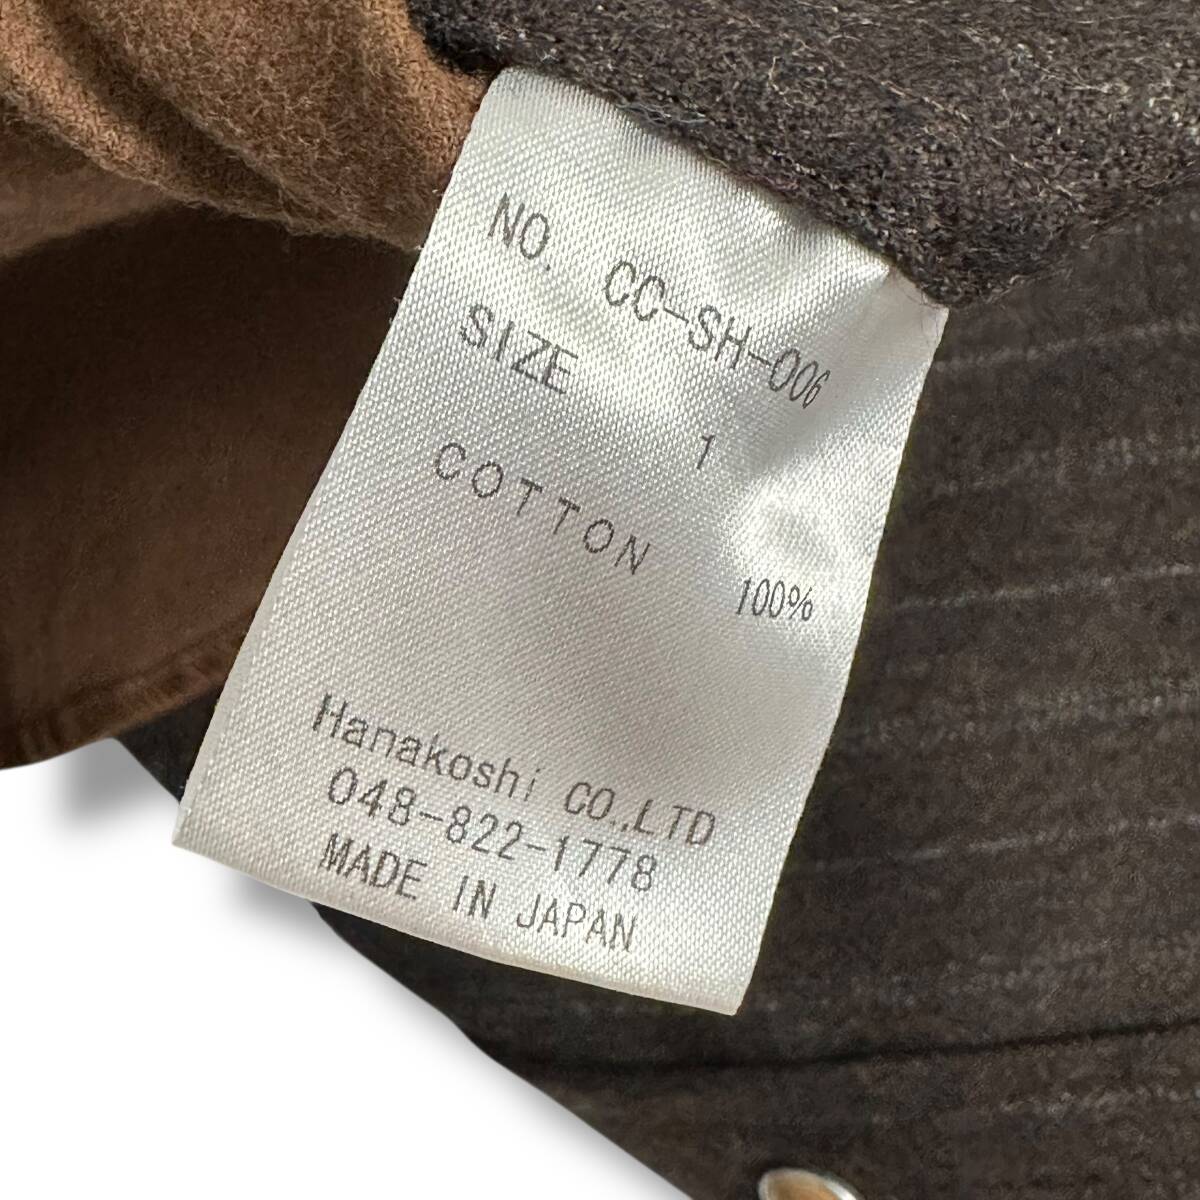 NO. CC-SH-006
SIZE 1
COTTON 100%
Hanakoshi CO.,LTD
048-822-1778
MADE IN JAPAN